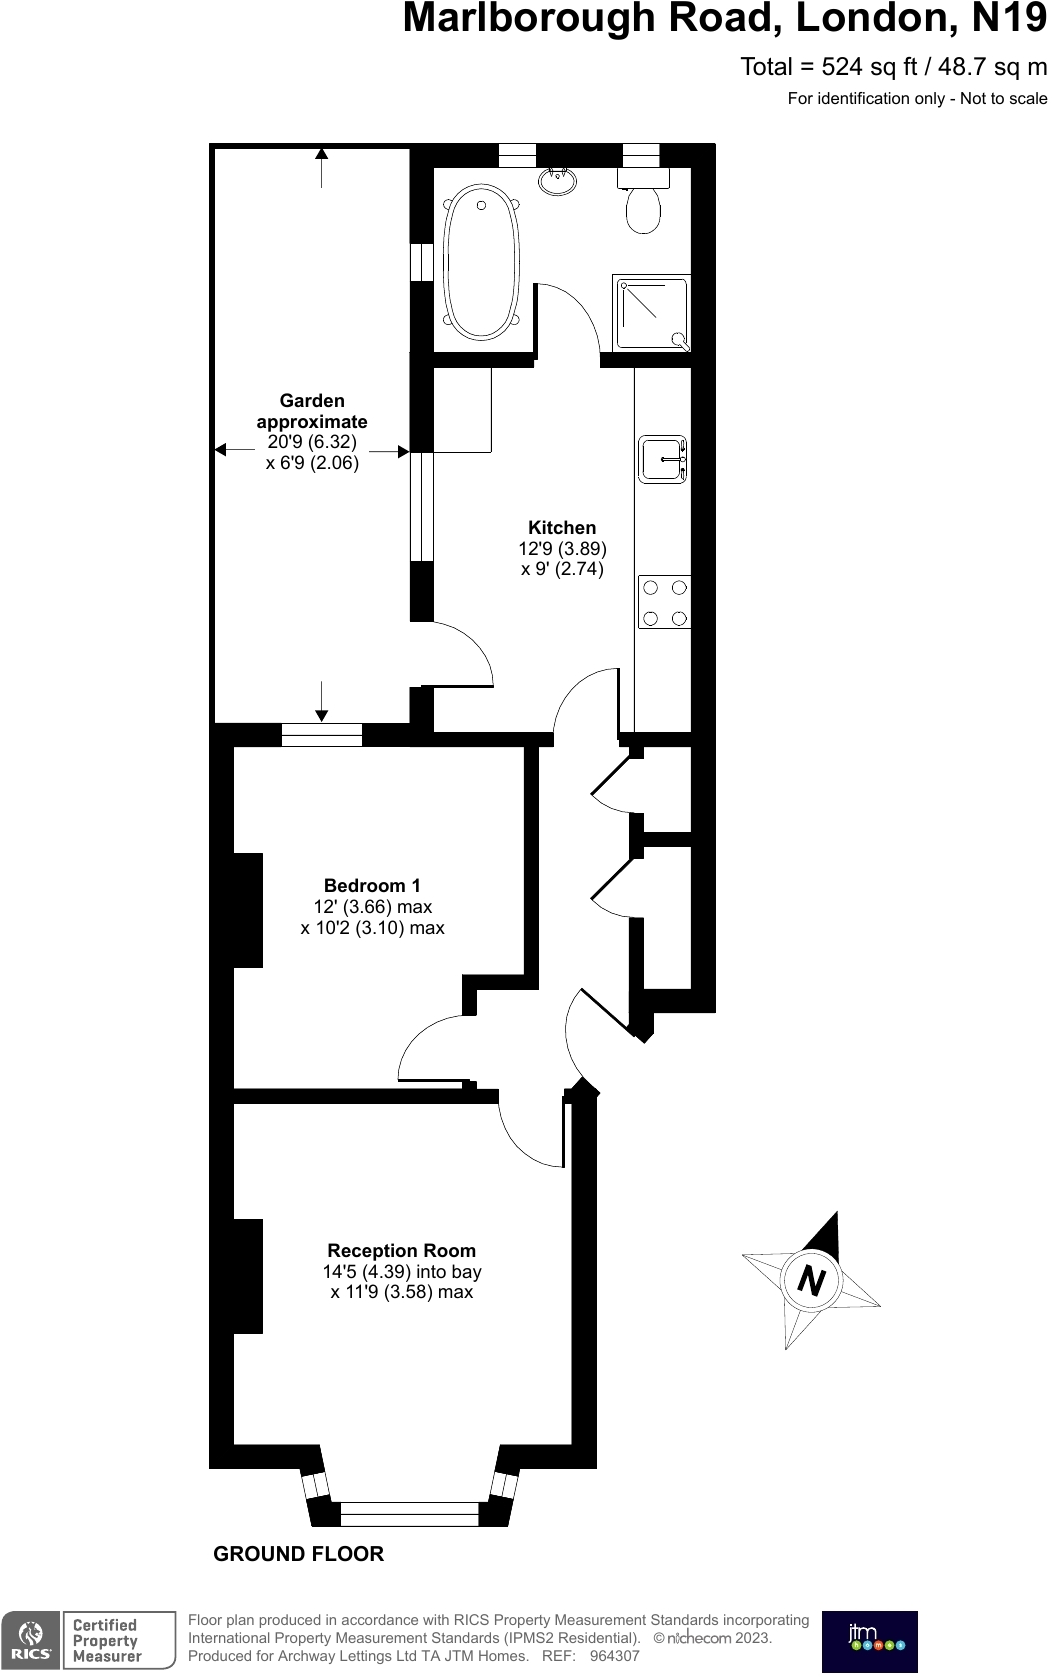 Marlborough Road, London, N19
Total = 524 sq ft / 48.7 sq m
For identification only - Not to scale
Garden
approximate
20'9 (6.32)
x 6'9 (2.06)
Kitchen
12'9 (3.89)
x 9' (2.74)
Bedroom 1
12' (3.66) max
x 10'2 (3.10) max
Reception Room
14'5 (4.39) into bay
x 11'9 (3.58) max
N
GROUND FLOOR
RICS
Certified
Property
Measurer
Floor plan produced in accordance with RICS Property Measurement Standards incorporating
International Property Measurement Standards (IPMS2 Residential). © nichecom 2023.
Produced for Archway Lettings Ltd TA JTM Homes. REF: 964307
jtm
homes